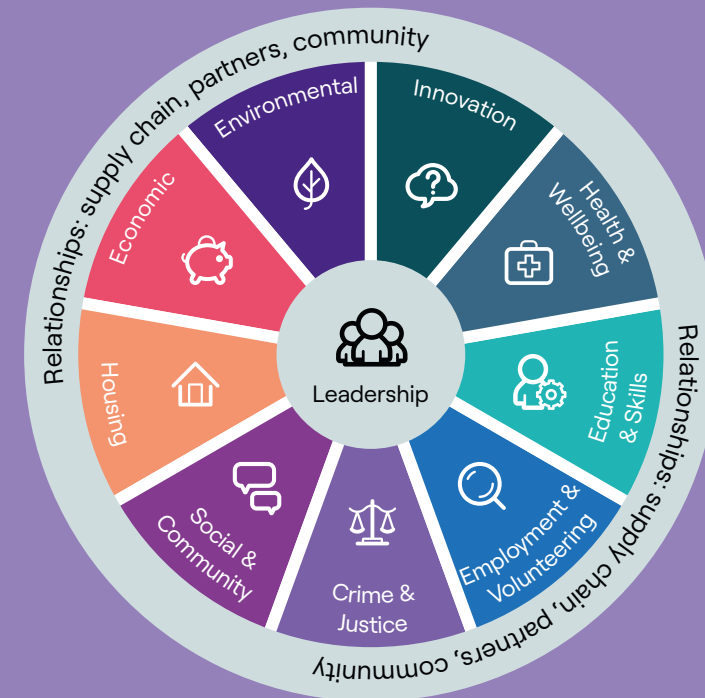 Relationships: supply chain, partners, community
Environmental
Innovation
Economic
Health &
Wellbeing
Housing
Leadership
Education
& Skills
Social &
Community
Crime &
Justice
Employment &
Volunteering
Relationships: supply chain, partners, community